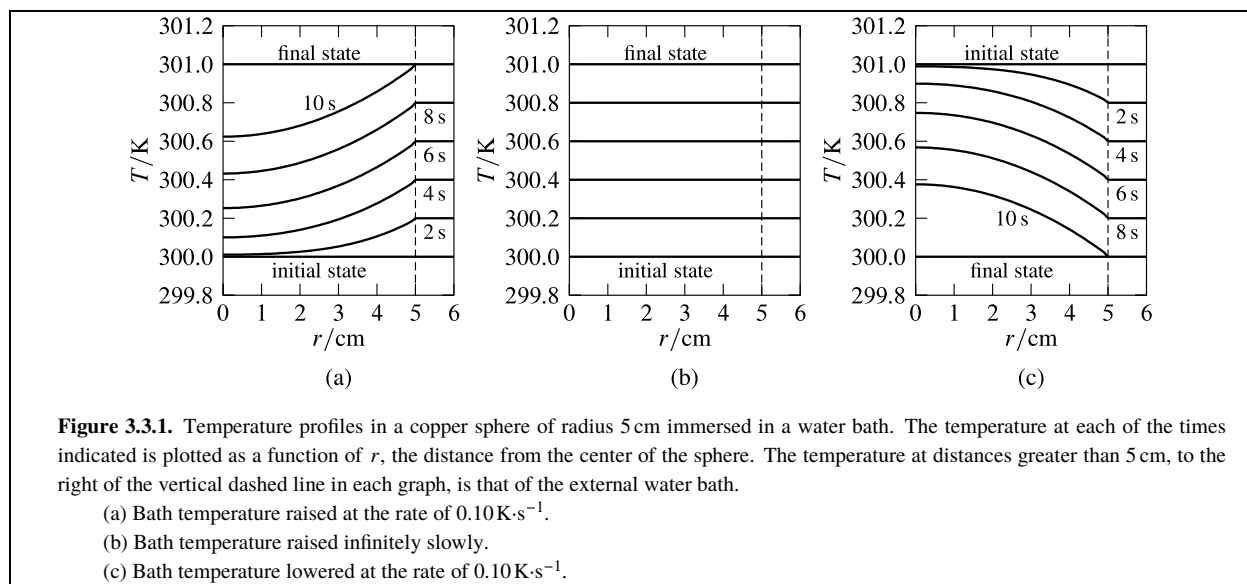 301.2
301.0
300.8
300.6
300.4
300.2
300.0
299.8
T/K
final state
10 s
8 s
6 s
4 s
2 s
initial state
0 1 2 3 4 5 6
r/cm
(a)
301.2
301.0
300.8
300.6
300.4
300.2
300.0
299.8
T/K
final state
initial state
0 1 2 3 4 5 6
r/cm
(b)
301.2
301.0
300.8
300.6
300.4
300.2
300.0
299.8
T/K
initial state
2 s
4 s
6 s
10 s
8 s
final state
0 1 2 3 4 5 6
r/cm
(c)
Figure 3.3.1. Temperature profiles in a copper sphere of radius 5 cm immersed in a water bath. The temperature at each of the times
indicated is plotted as a function of r, the distance from the center of the sphere. The temperature at distances greater than 5 cm, to the
right of the vertical dashed line in each graph, is that of the external water bath.
(a) Bath temperature raised at the rate of 0.10 K·s⁻¹.
(b) Bath temperature raised infinitely slowly.
(c) Bath temperature lowered at the rate of 0.10 K·s⁻¹.